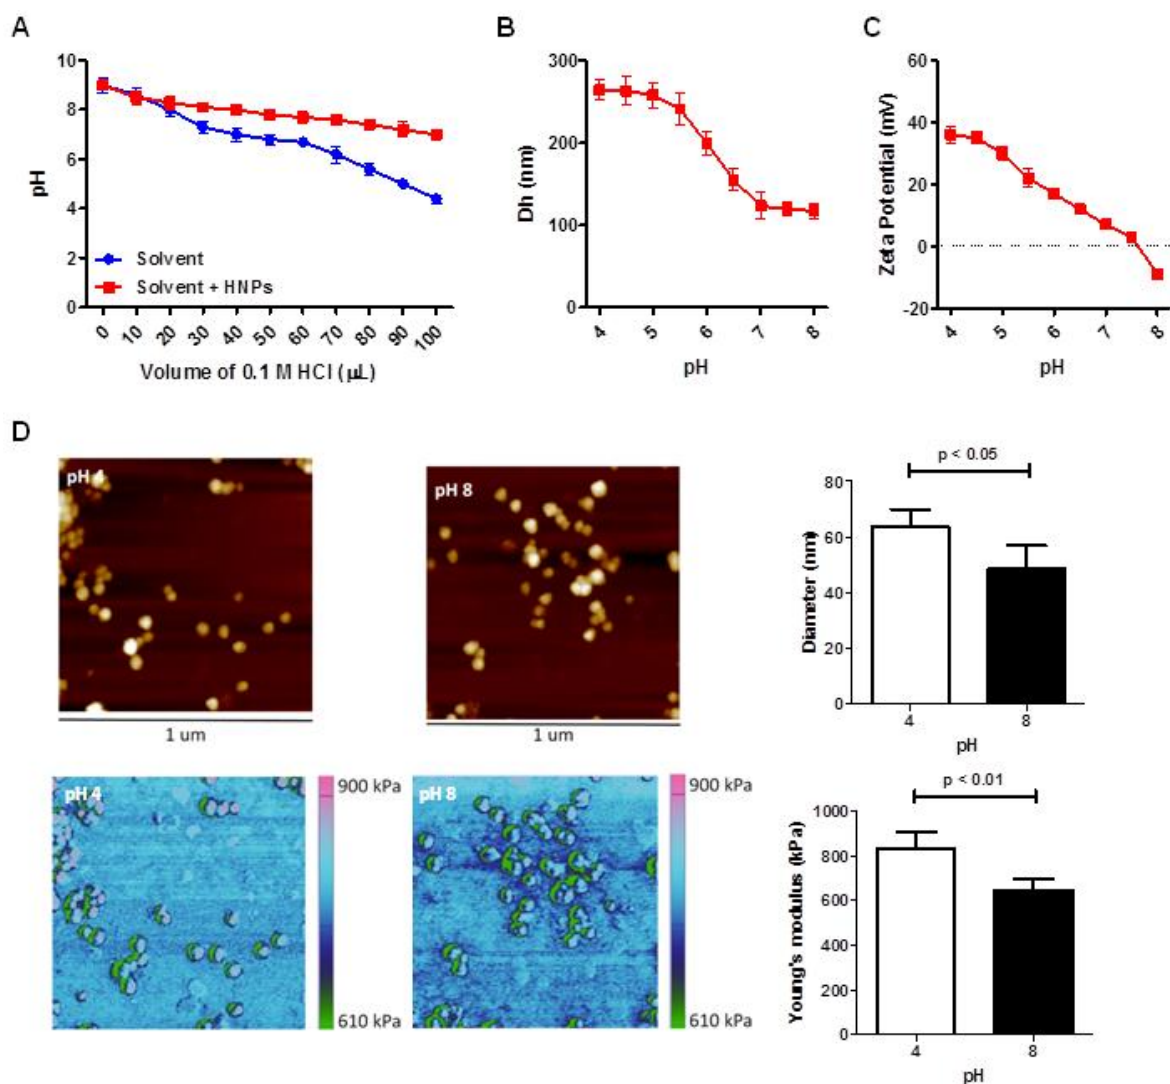 A
B
C
pH
10
8
6
4
2
0
Solvent
Solvent + HNPs
0 10 20 30 40 50 60 70 80 90 100
Volume of 0.1 M HCl (µL)
Dh (nm)
300
200
100
0
4 5 6 7 8
pH
Zeta Potential (mV)
60
40
20
0
-20
4 5 6 7 8
pH
D
pH 4
1 um
pH 8
1 um
p < 0.05
Diameter (nm)
80
60
40
20
0
4 8
pH
pH 4
900 kPa
610 kPa
pH 8
900 kPa
610 kPa
p < 0.01
Young's modulus (kPa)
1000
800
600
400
200
0
4 8
pH